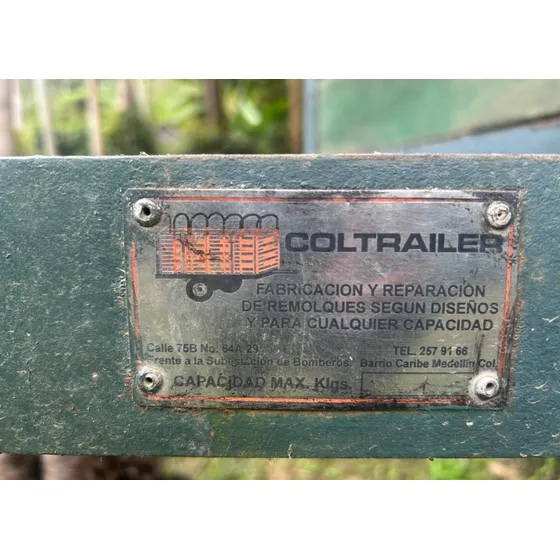 COLTRAILER
FABRICACION Y REPARACIÓN
DE REMOLQUES SEGUN DISEÑOS
Y PARA CUALQUIER CAPACIDAD
Calle 75B No. 64A 29 TEL. 257 91 66
Frente a la Subestación de Bomberos. Barrio Caribe Medellín Col.
CAPACIDAD MAX. Klgs.